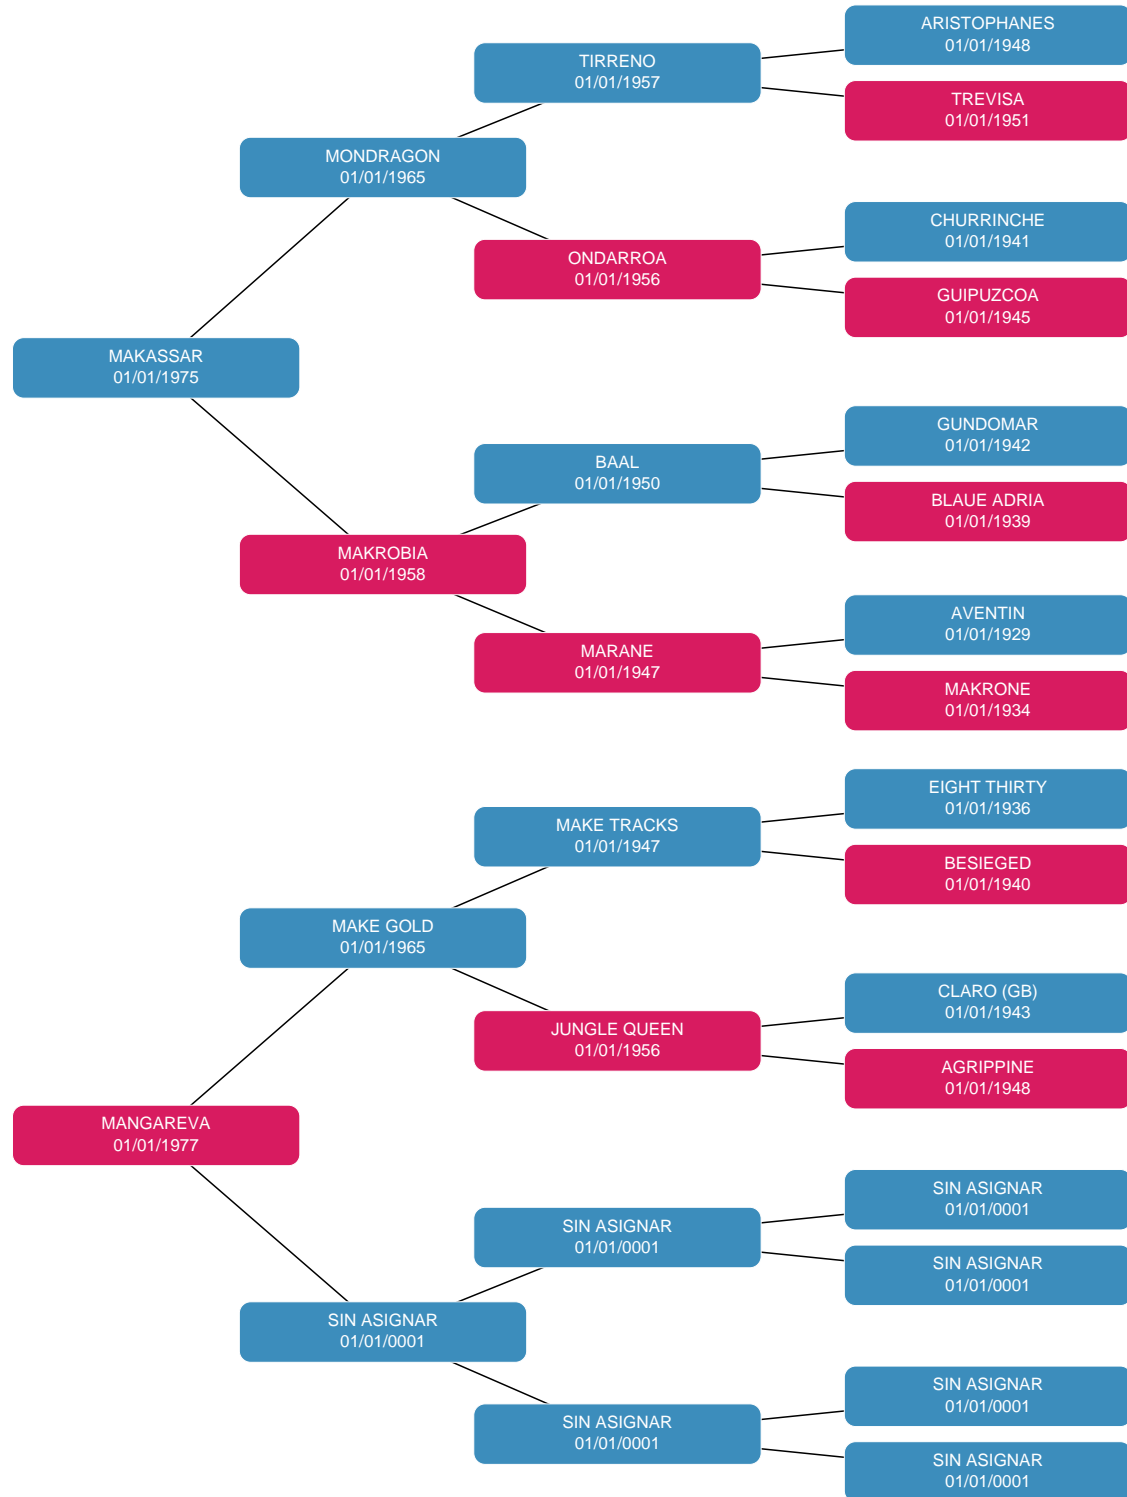 ARISTOPHANES
01/01/1948
TIRRENO
01/01/1957
TREVISA
01/01/1951
MONDRAGON
01/01/1965
CHURRINCHE
01/01/1941
ONDARROA
01/01/1956
GUIPUZCOA
01/01/1945
MAKASSAR
01/01/1975
GUNDOMAR
01/01/1942
BAAL
01/01/1950
BLAUE ADRIA
01/01/1939
MAKROBIA
01/01/1958
AVENTIN
01/01/1929
MARANE
01/01/1947
MAKRONE
01/01/1934
EIGHT THIRTY
01/01/1936
MAKE TRACKS
01/01/1947
BESIEGED
01/01/1940
MAKE GOLD
01/01/1965
CLARO (GB)
01/01/1943
JUNGLE QUEEN
01/01/1956
AGRIPPINE
01/01/1948
MANGAREVA
01/01/1977
SIN ASIGNAR
01/01/0001
SIN ASIGNAR
01/01/0001
SIN ASIGNAR
01/01/0001
SIN ASIGNAR
01/01/0001
SIN ASIGNAR
01/01/0001
SIN ASIGNAR
01/01/0001
SIN ASIGNAR
01/01/0001